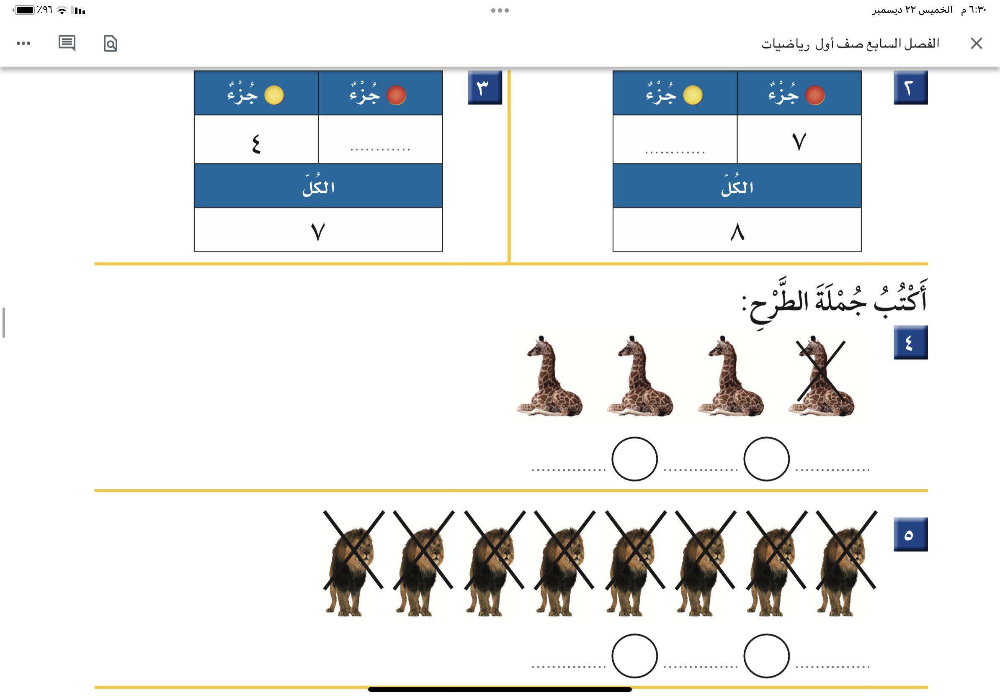 ٦:٣٠ م الخميس ٢٢ ديسمبر
٪٩٦
الفصل السابع صف أول رياضيات
٢
جُزْءٌ جُزْءٌ
٧ ............
الكُلّ
٨
٣
جُزْءٌ جُزْءٌ
............ ٤
الكُلّ
٧
أَكْتُبُ جُمْلَةَ الطَّرْحِ:
٤
............... ............... ...............
٥
............... ............... ...............